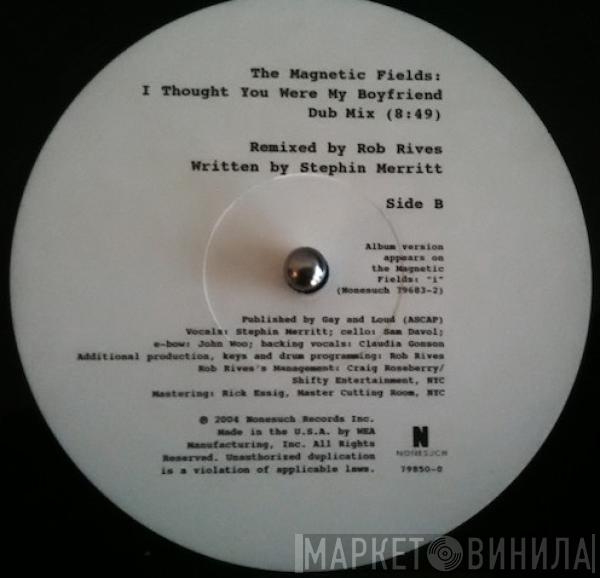 The Magnetic Fields:
I Thought You Were My Boyfriend
Dub Mix (8:49)
Remixed by Rob Rives
Written by Stephin Merritt
Side B
Album version
appears on
the Magnetic
Fields: "i"
(Nonesuch 79683-2)
Published by Gay and Loud (ASCAP)
Vocals: Stephin Merritt; cello: Sam Davol;
e-bow: John Woo; backing vocals: Claudia Gonson
Additional production, keys and drum programming: Rob Rives
Rob Rives's Management: Craig Roseberry/
Shifty Entertainment, NYC
Mastering: Rick Essig, Master Cutting Room, NYC
℗ 2004 Nonesuch Records Inc.
Made in the U.S.A. by WEA
Manufacturing, Inc. All Rights
Reserved. Unauthorized duplication
is a violation of applicable laws.
N
NONESUCH
79850-0
МАРКЕТ ВИНИЛА